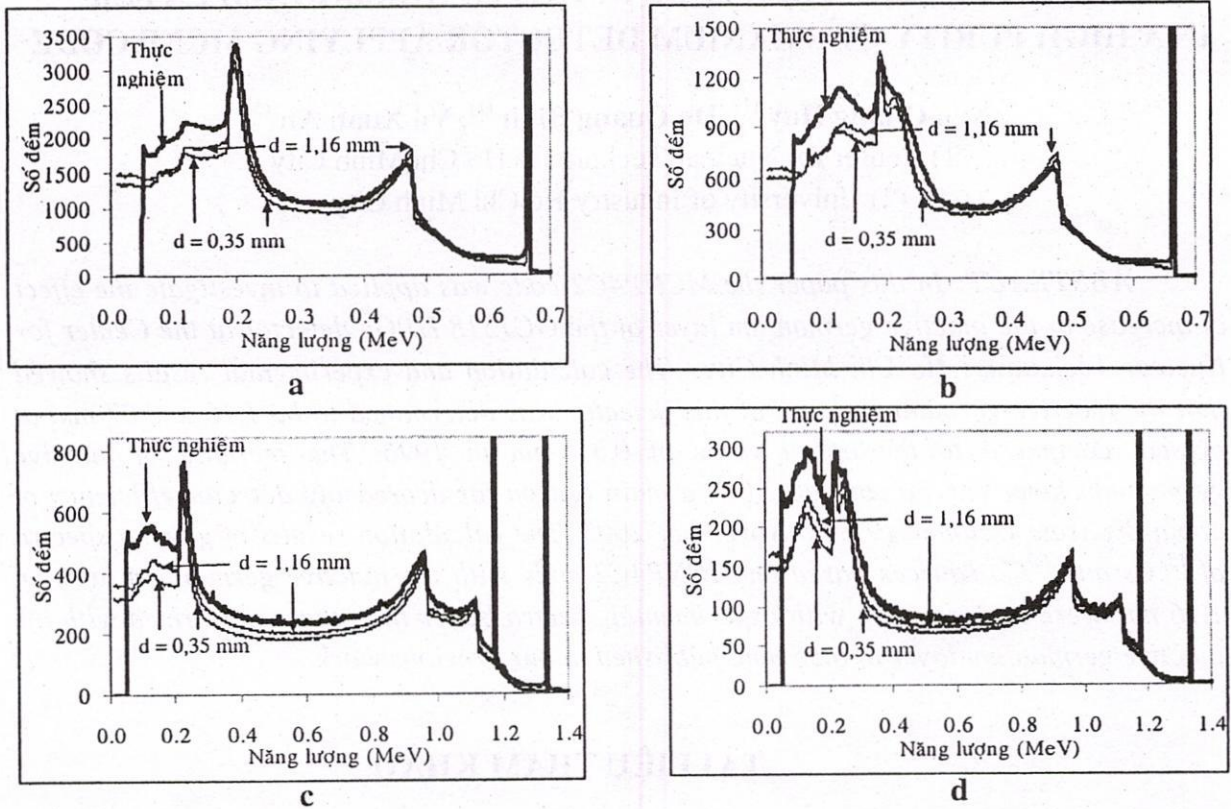 3500
3000
2500
2000
1500
1000
500
0
Số đếm
Thực
nghiệm
d = 1,16 mm
d = 0,35 mm
0.0 0.1 0.2 0.3 0.4 0.5 0.6 0.7
Năng lượng (MeV)
a
1500
1200
900
600
300
0
Số đếm
Thực nghiệm
d = 1,16 mm
d = 0,35 mm
0.0 0.1 0.2 0.3 0.4 0.5 0.6 0.7
Năng lượng (MeV)
b
800
600
400
200
0
Số đếm
Thực nghiệm
d = 1,16 mm
d = 0,35 mm
0.0 0.2 0.4 0.6 0.8 1.0 1.2 1.4
Năng lượng (MeV)
c
300
250
200
150
100
50
0
Số đếm
Thực nghiệm
d = 1,16 mm
d = 0,35 mm
0.0 0.2 0.4 0.6 0.8 1.0 1.2 1.4
Năng lượng (MeV)
d